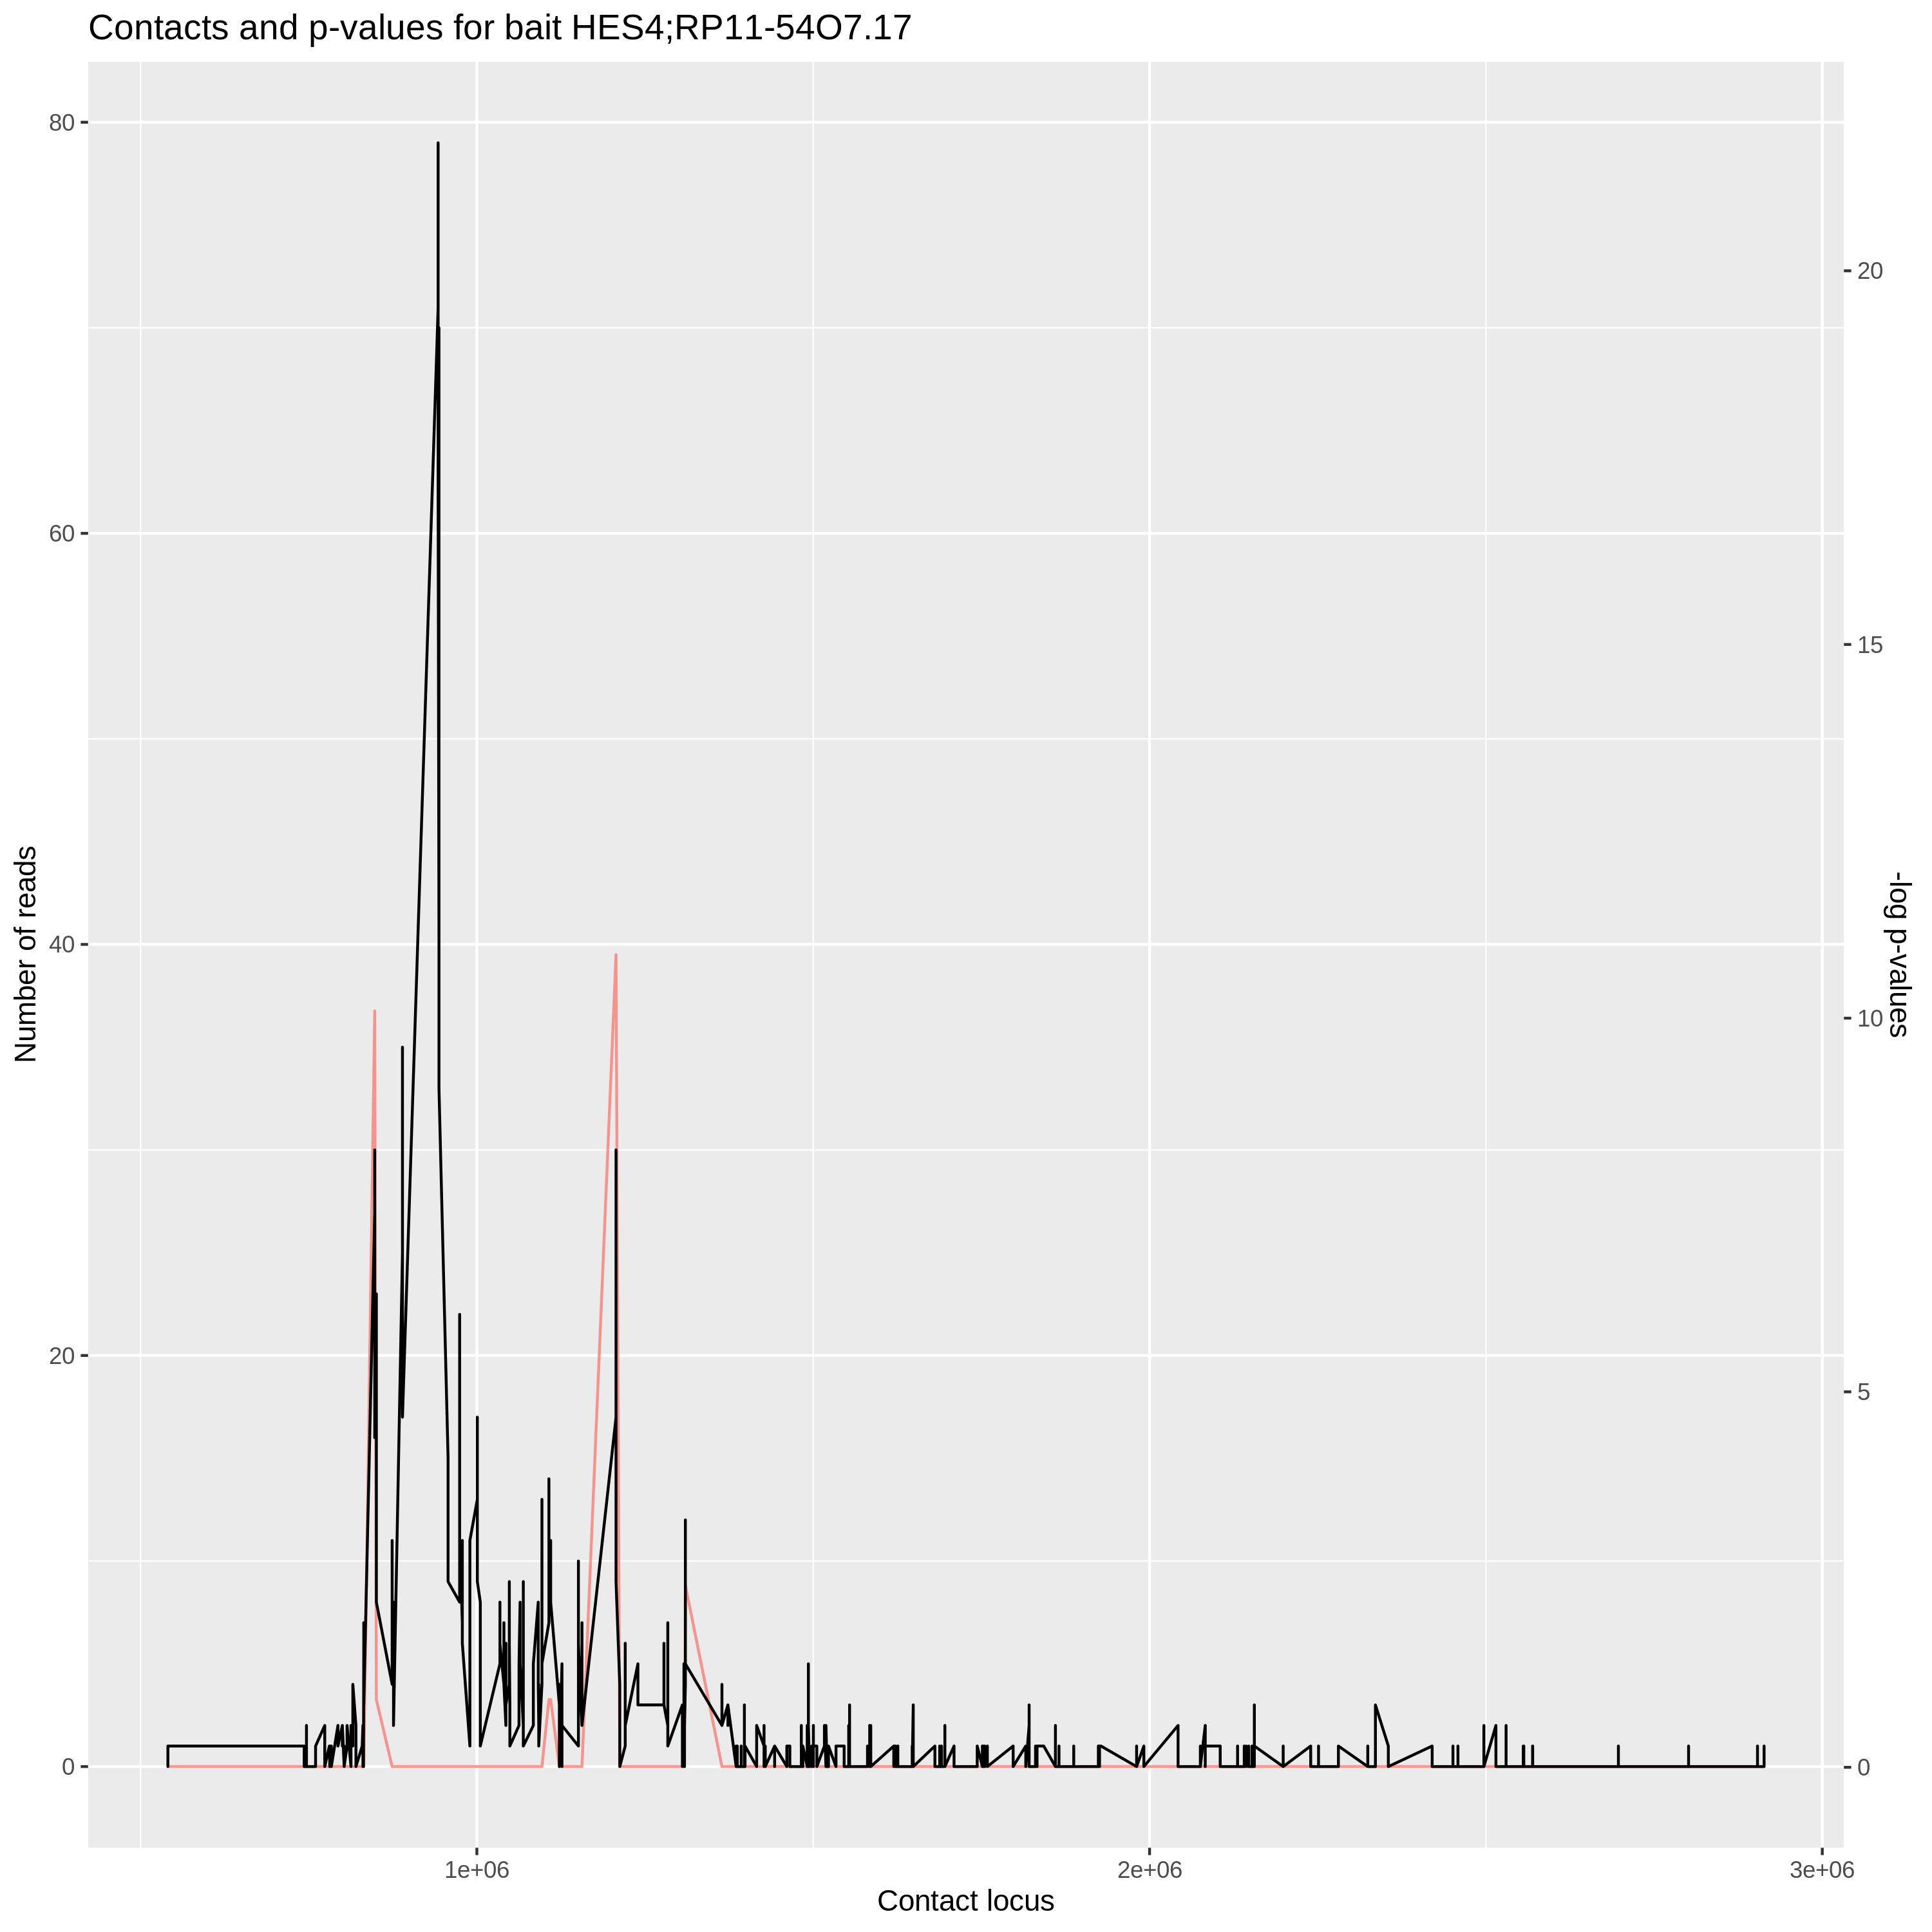 Contacts and p-values for bait HES4;RP11-54O7.17
80
60
40
20
0
Number of reads
20
15
10
5
0
-log p-values
1e+06
2e+06
3e+06
Contact locus